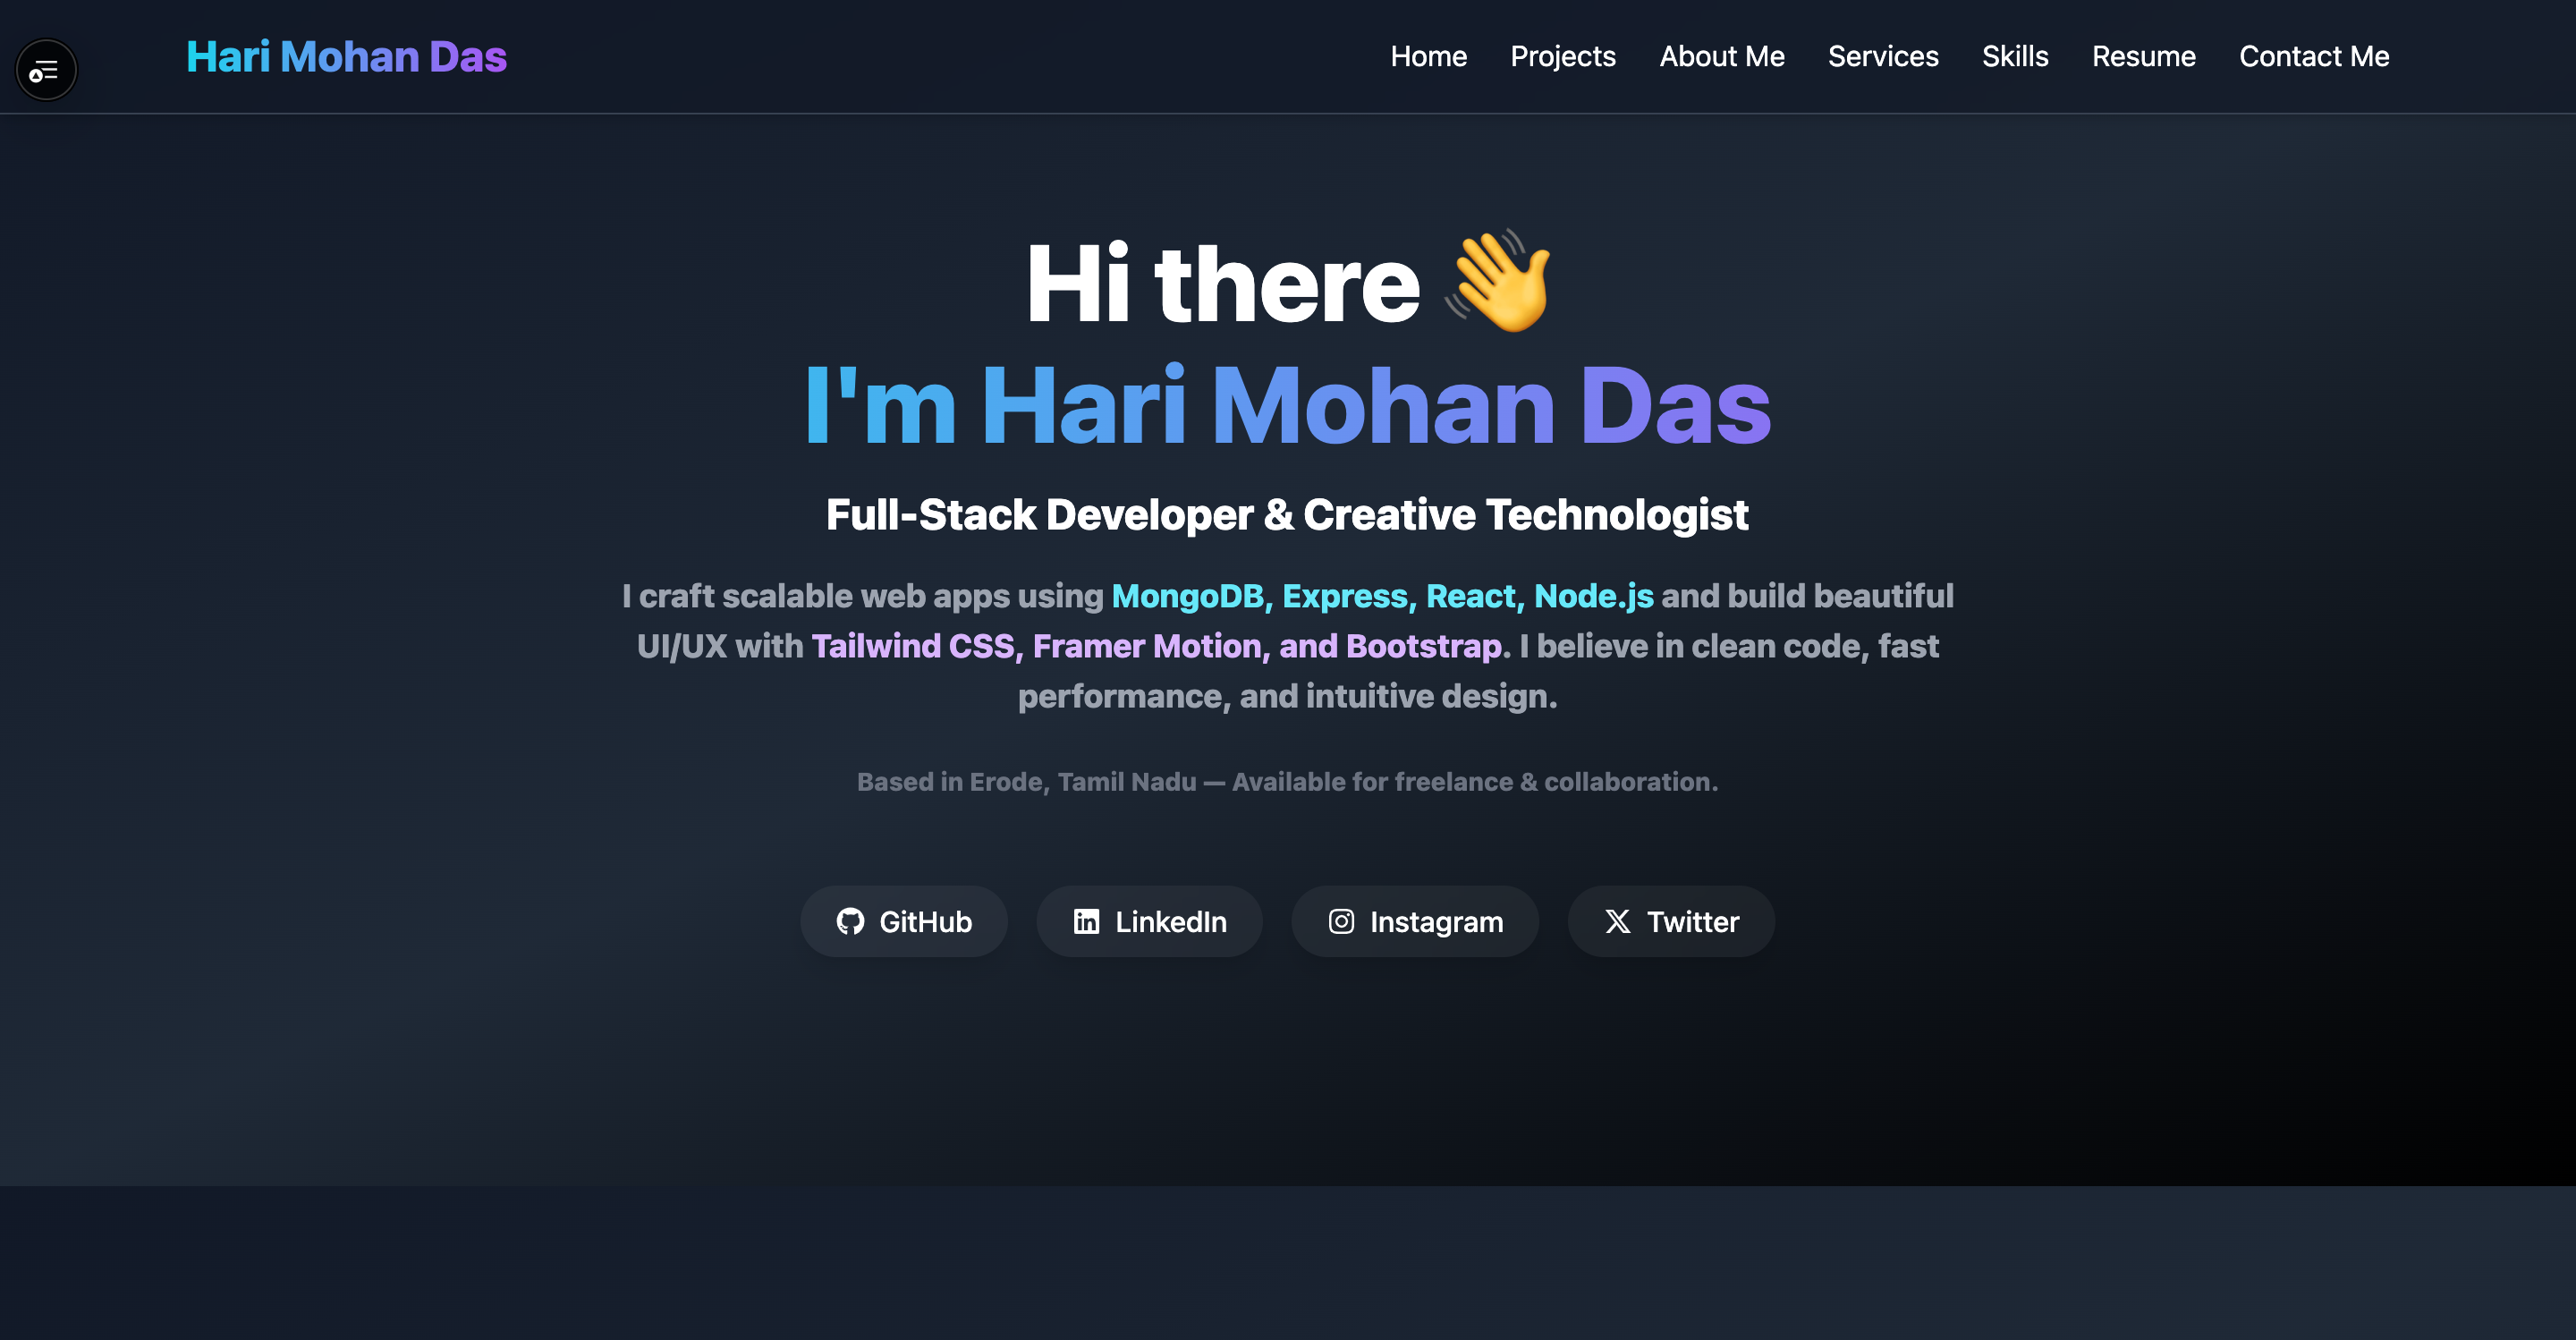 Hari Mohan Das
Home Projects About Me Services Skills Resume Contact Me
Hi there 👋
I'm Hari Mohan Das
Full-Stack Developer & Creative Technologist
I craft scalable web apps using MongoDB, Express, React, Node.js and build beautiful
UI/UX with Tailwind CSS, Framer Motion, and Bootstrap. I believe in clean code, fast
performance, and intuitive design.
Based in Erode, Tamil Nadu — Available for freelance & collaboration.
GitHub LinkedIn Instagram Twitter